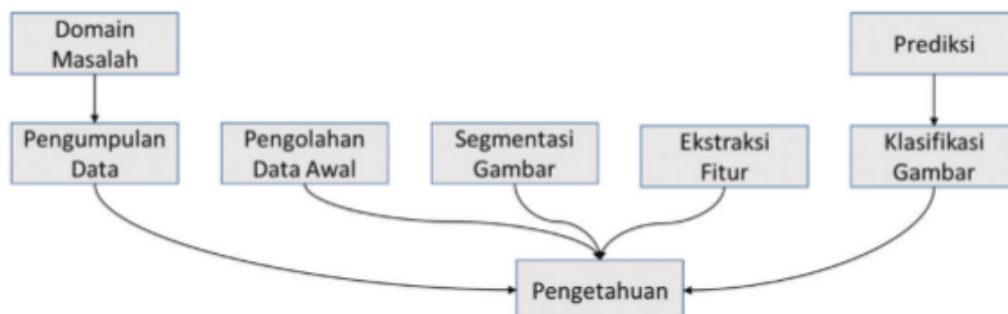 Domain
Masalah
Prediksi
Pengumpulan
Data
Pengolahan
Data Awal
Segmentasi
Gambar
Ekstraksi
Fitur
Klasifikasi
Gambar
Pengetahuan